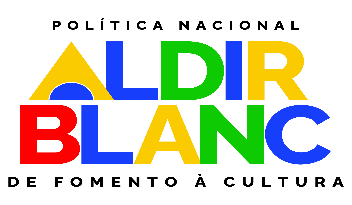 POLÍTICA NACIONAL
ALDIR
BLANC
DE FOMENTO À CULTURA